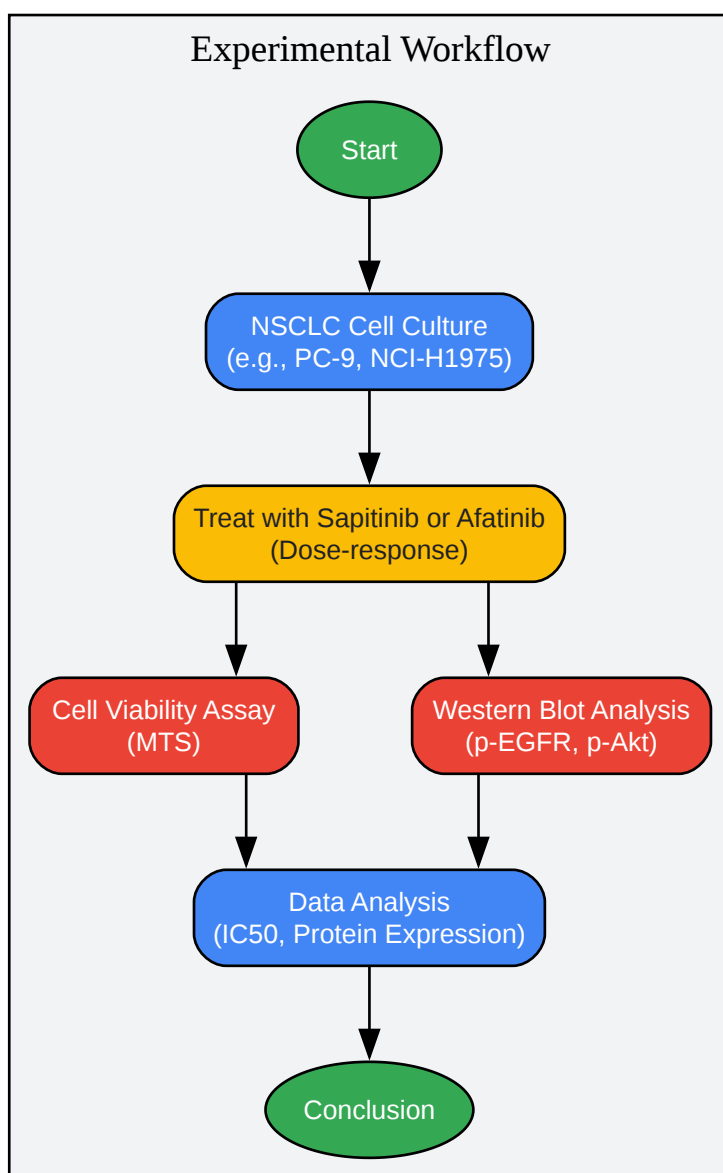 Experimental Workflow
Start
NSCLC Cell Culture
(e.g., PC-9, NCI-H1975)
Treat with Sapitinib or Afatinib
(Dose-response)
Cell Viability Assay
(MTS)
Western Blot Analysis
(p-EGFR, p-Akt)
Data Analysis
(IC50, Protein Expression)
Conclusion